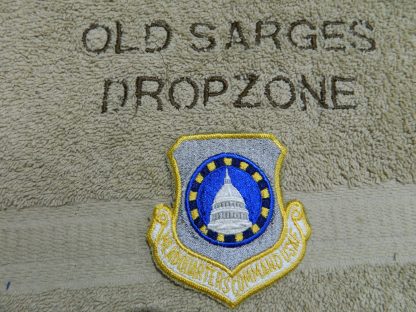 OLD SARGES
DROPZONE
HEADQUARTERS COMMAND USAF